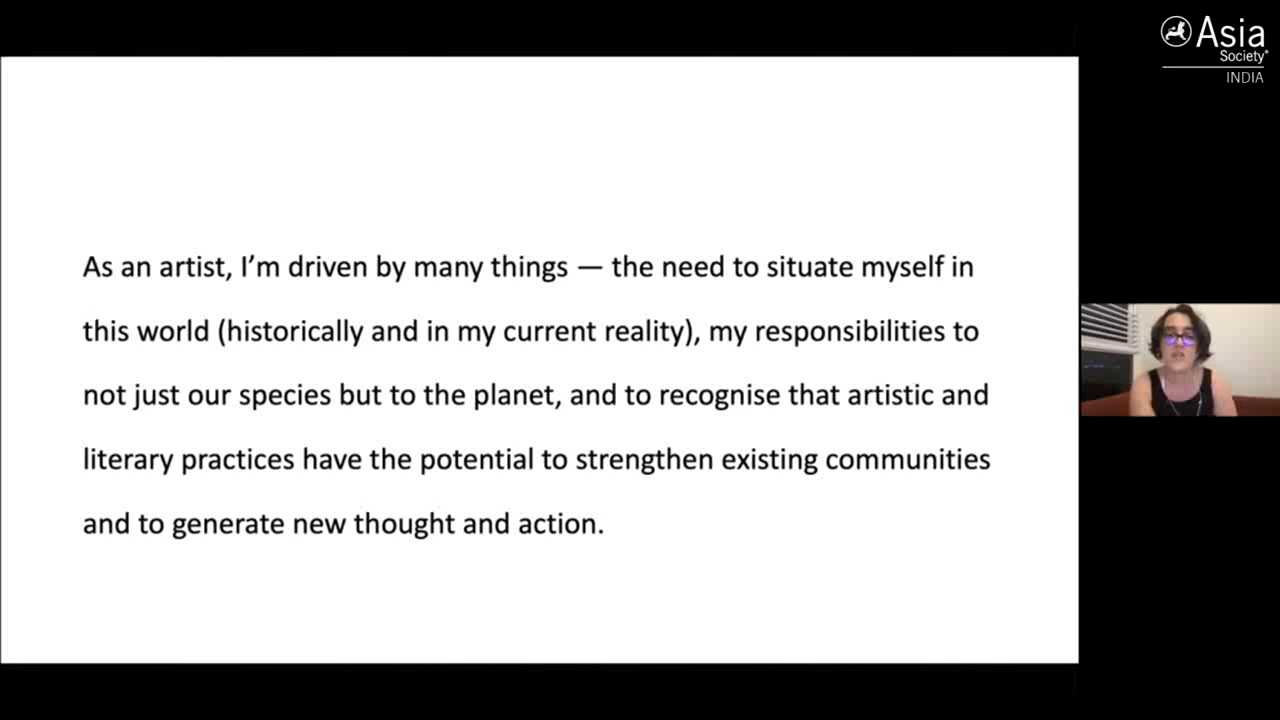 Asia
Society
INDIA
As an artist, I’m driven by many things — the need to situate myself in
this world (historically and in my current reality), my responsibilities to
not just our species but to the planet, and to recognise that artistic and
literary practices have the potential to strengthen existing communities
and to generate new thought and action.